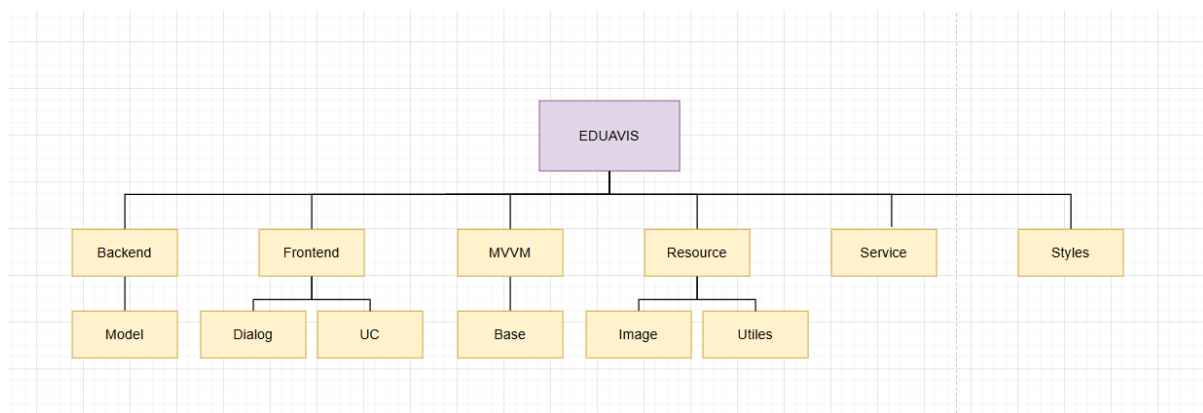 EDUAVIS
Backend
Frontend
MVVM
Resource
Service
Styles
Model
Dialog
UC
Base
Image
Utiles